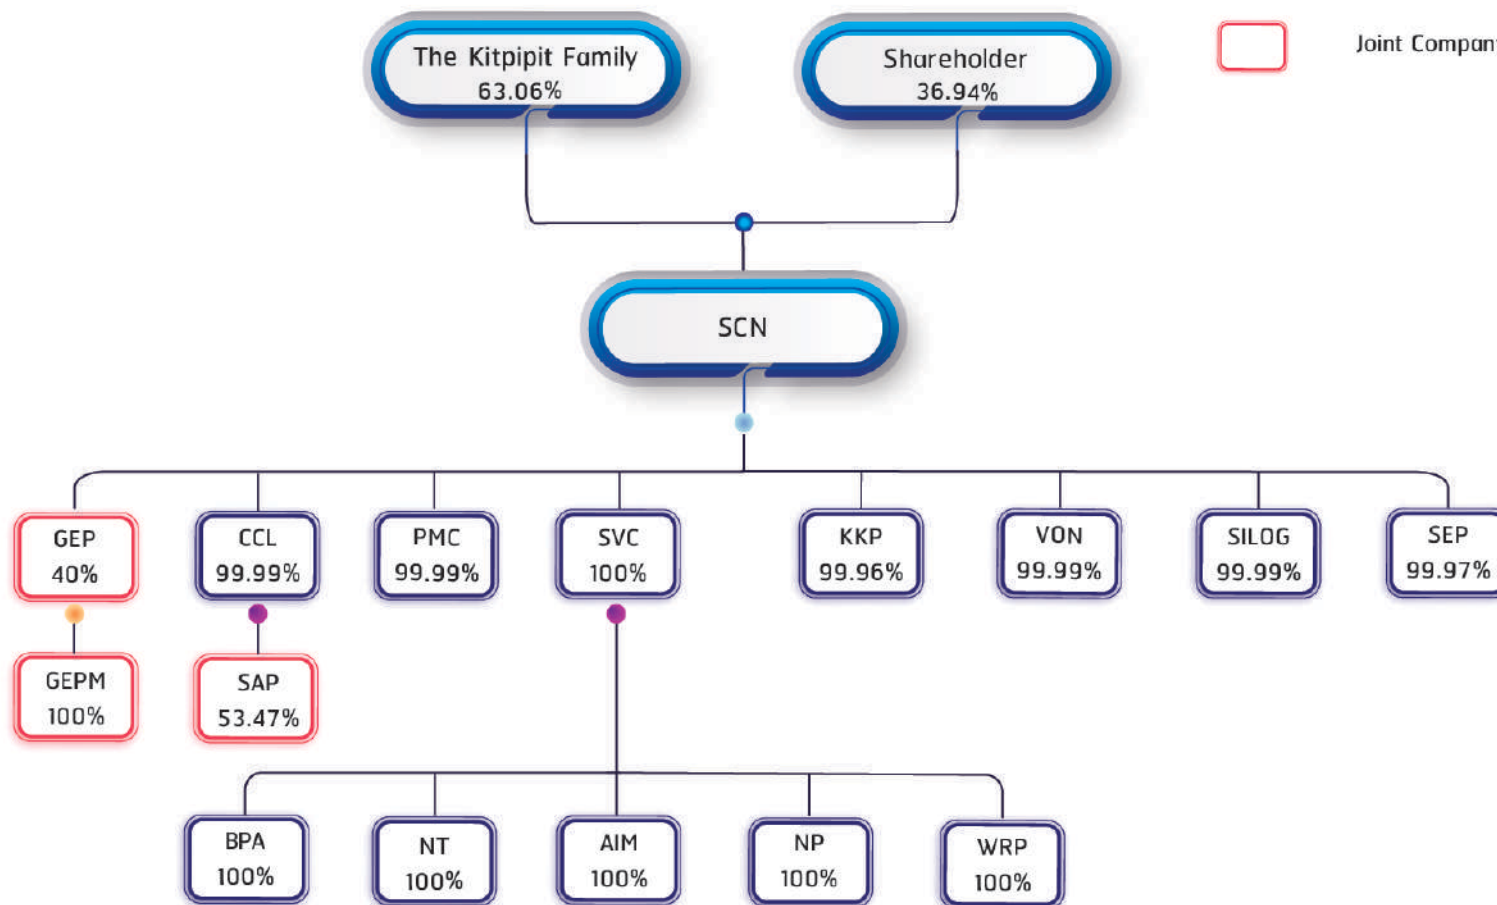 The Kitpipit Family
63.06%
Shareholder
36.94%
Joint Company
SCN
GEP
40%
CCL
99.99%
PMC
99.99%
SVC
100%
KKP
99.96%
VON
99.99%
SILOG
99.99%
SEP
99.97%
GEPM
100%
SAP
53.47%
BPA
100%
NT
100%
AIM
100%
NP
100%
WRP
100%